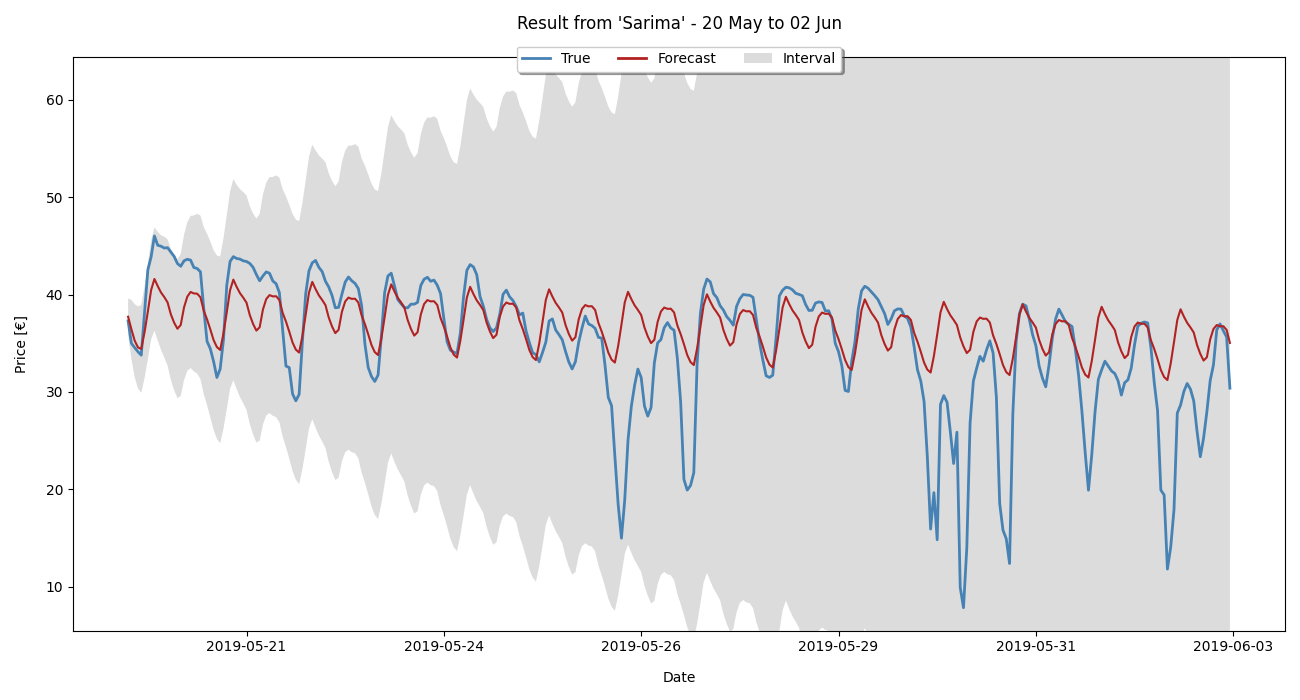 Result from 'Sarima' - 20 May to 02 Jun
True Forecast Interval
Price [€]
60
50
40
30
20
10
2019-05-21 2019-05-24 2019-05-26 2019-05-29 2019-05-31 2019-06-03
Date